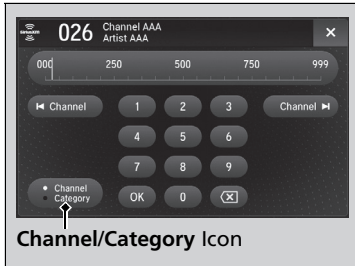 SiriusXM
026 Channel AAA
Artist AAA
000 250 500 750 999
Channel 1 2 3 Channel
4 5 6
7 8 9
Channel
Category
OK 0
Channel/Category Icon